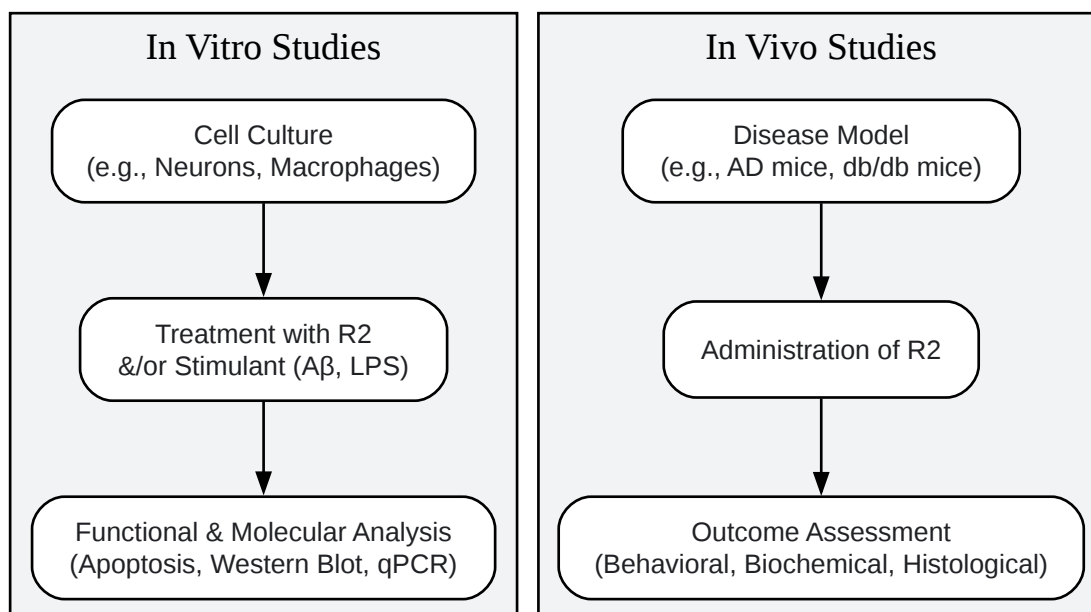 In Vitro Studies
Cell Culture
(e.g., Neurons, Macrophages)
Treatment with R2
&/or Stimulant (Aβ, LPS)
Functional & Molecular Analysis
(Apoptosis, Western Blot, qPCR)
In Vivo Studies
Disease Model
(e.g., AD mice, db/db mice)
Administration of R2
Outcome Assessment
(Behavioral, Biochemical, Histological)